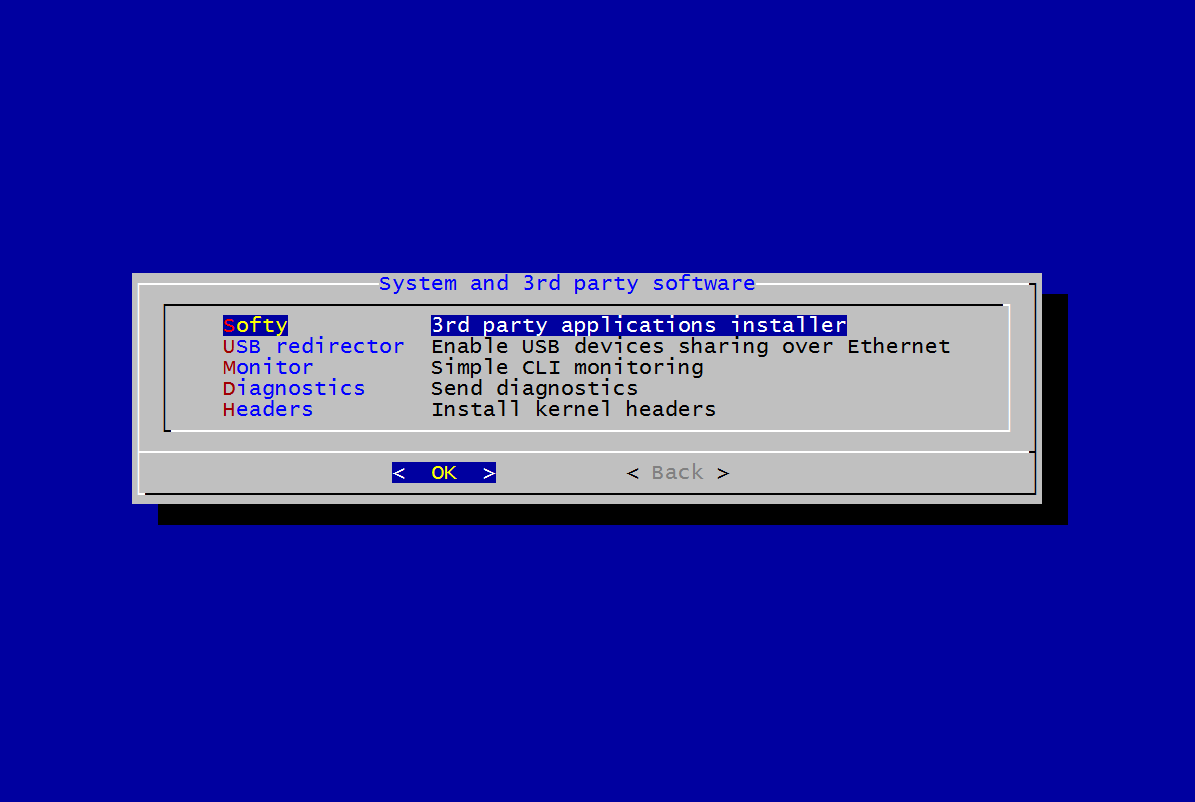 System and 3rd party software
Softy 3rd party applications installer
USB redirector Enable USB devices sharing over Ethernet
Monitor Simple CLI monitoring
Diagnostics Send diagnostics
Headers Install kernel headers
< OK > < Back >